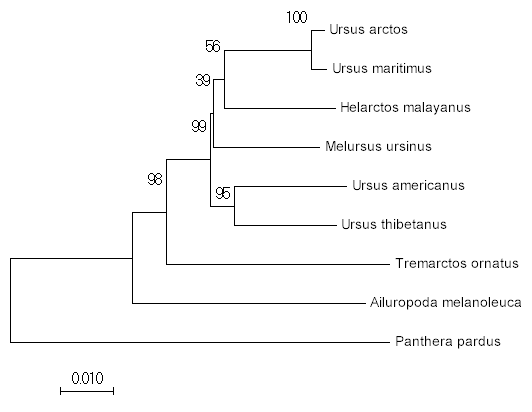 100
Ursus arctos
56
Ursus maritimus
39
Helarctos malayanus
99
Melursus ursinus
98
95
Ursus americanus
Ursus thibetanus
Tremarctos ornatus
Ailuropoda melanoleuca
Panthera pardus
0.010